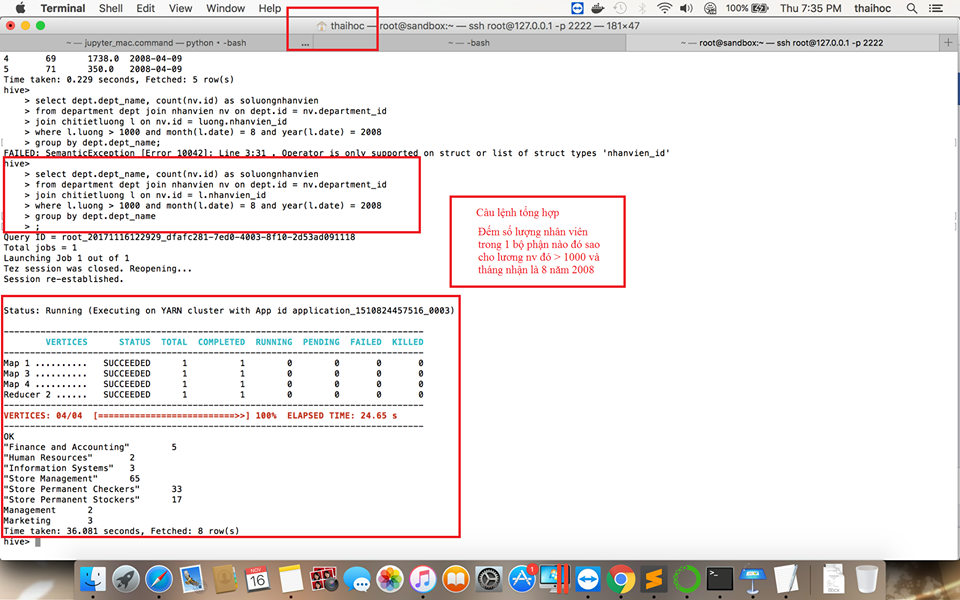 Terminal Shell Edit View Window Help 100% Thu 7:35 PM thaihoc
thaihoc — root@sandbox:~ — ssh root@127.0.0.1 -p 2222 — 181×47
~ — jupyter_mac.command — python • -bash ... ~ — -bash ~ — root@sandbox:~ — ssh root@127.0.0.1 -p 2222 +
4 69 1738.0 2008-04-09
5 71 350.0 2008-04-09
Time taken: 0.229 seconds, Fetched: 5 row(s)
hive>
> select dept.dept_name, count(nv.id) as soluongnhanvien
> from department dept join nhanvien nv on dept.id = nv.department_id
> join chitietluong l on nv.id = luong.nhanvien_id
> where l.luong > 1000 and month(l.date) = 8 and year(l.date) = 2008
> group by dept.dept_name;
FAILED: SemanticException [Error 10042]: Line 3:31 . Operator is only supported on struct or list of struct types 'nhanvien_id'
hive>
> select dept.dept_name, count(nv.id) as soluongnhanvien
> from department dept join nhanvien nv on dept.id = nv.department_id
> join chitietluong l on nv.id = l.nhanvien_id
> where l.luong > 1000 and month(l.date) = 8 and year(l.date) = 2008
> group by dept.dept_name
> ;
Query ID = root_20171116122929_dfafc281-7ed0-4003-8f10-2d53ad091118
Total jobs = 1
Launching Job 1 out of 1
Tez session was closed. Reopening...
Session re-established.
Câu lệnh tổng hợp
Đếm số lượng nhân viên
trong 1 bộ phận nào đó sao
cho lương nv đó > 1000 và
tháng nhận là 8 năm 2008
Status: Running (Executing on YARN cluster with App id application_1510824457516_0003)
VERTICES STATUS TOTAL COMPLETED RUNNING PENDING FAILED KILLED
Map 1 .......... SUCCEEDED 1 1 0 0 0 0
Map 3 .......... SUCCEEDED 1 1 0 0 0 0
Map 4 .......... SUCCEEDED 1 1 0 0 0 0
Reducer 2 ...... SUCCEEDED 1 1 0 0 0 0
VERTICES: 04/04 [==========================>>] 100% ELAPSED TIME: 24.65 s
OK
"Finance and Accounting" 5
"Human Resources" 2
"Information Systems" 3
"Store Management" 65
"Store Permanent Checkers" 33
"Store Permanent Stockers" 17
Management 2
Marketing 3
Time taken: 36.081 seconds, Fetched: 8 row(s)
hive>
NOV
16